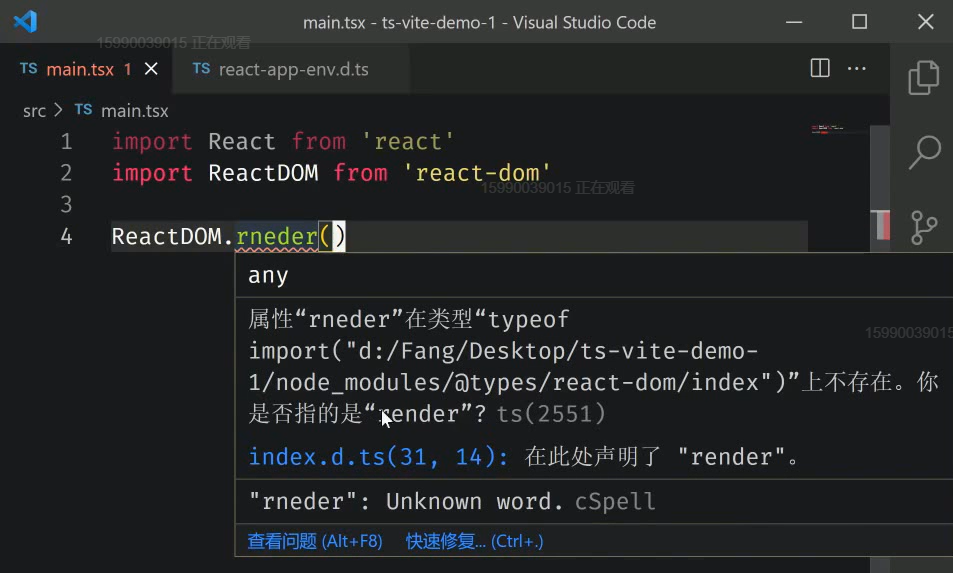 main.tsx - ts-vite-demo-1 - Visual Studio Code
15990039015 正在观看
TS main.tsx 1
TS react-app-env.d.ts
src > TS main.tsx
1 import React from 'react'
2 import ReactDOM from 'react-dom'
15990039015 正在观看
3
4 ReactDOM.rneder()
any
属性“rneder”在类型“typeof
import("d:/Fang/Desktop/ts-vite-demo-
1/node_modules/@types/react-dom/index")”上不存在。你
是否指的是“render”? ts(2551)
15990039015
index.d.ts(31, 14): 在此处声明了 "render"。
"rneder": Unknown word. cSpell
查看问题 (Alt+F8) 快速修复... (Ctrl+.)